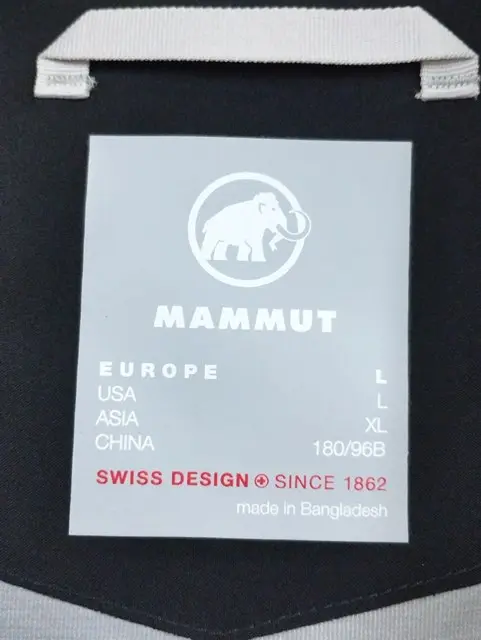 MAMMUT
EUROPE L
USA L
ASIA XL
CHINA 180/96B
SWISS DESIGN SINCE 1862
made in Bangladesh